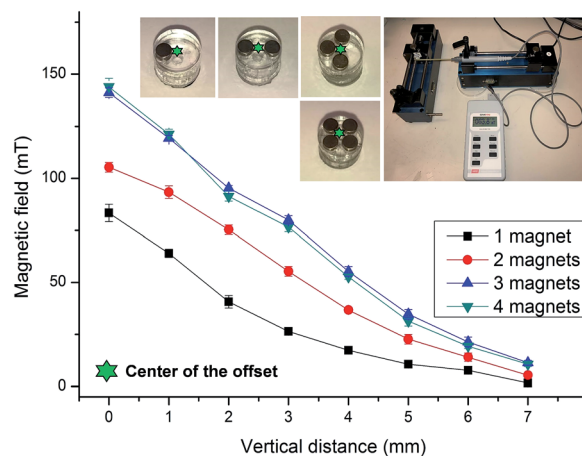 150
100
50
0
Magnetic field (mT)
1 magnet
2 magnets
3 magnets
4 magnets
Center of the offset
0 1 2 3 4 5 6 7
Vertical distance (mm)